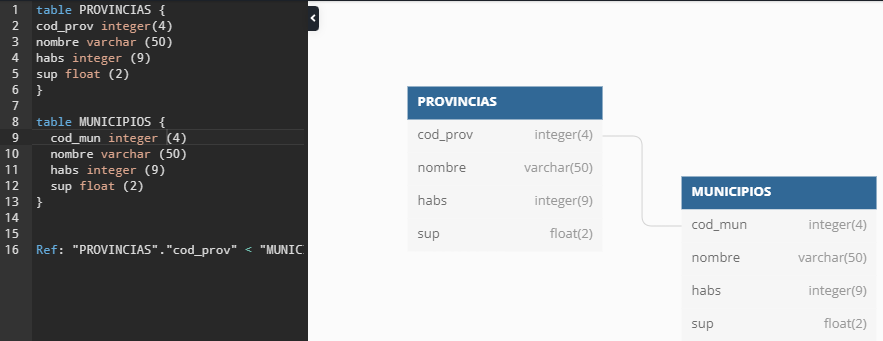 1 table PROVINCIAS {
2 cod_prov integer(4)
3 nombre varchar (50)
4 habs integer (9)
5 sup float (2)
6 }
7
8 table MUNICIPIOS {
9 cod_mun integer (4)
10 nombre varchar (50)
11 habs integer (9)
12 sup float (2)
13 }
14
15
16 Ref: "PROVINCIAS"."cod_prov" < "MUNIC
PROVINCIAS
cod_prov integer(4)
nombre varchar(50)
habs integer(9)
sup float(2)
MUNICIPIOS
cod_mun integer(4)
nombre varchar(50)
habs integer(9)
sup float(2)